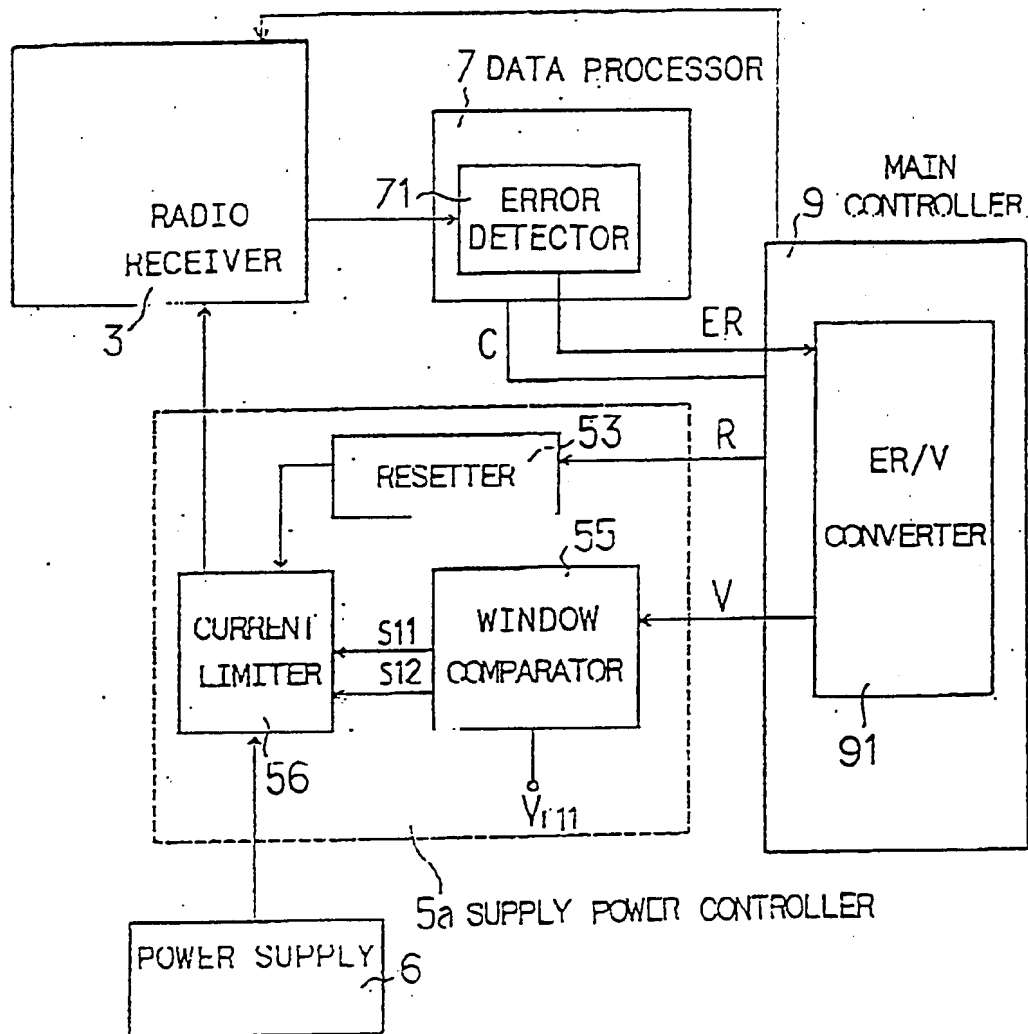 7 DATA PROCESSOR
MAIN
9 CONTROLLER
71
ERROR
DETECTOR
RADIO
RECEIVER
3
ER
C
R
53
RESETTER
ER/V
CONVERTER
55
V
CURRENT
LIMITER
S11
S12
WINDOW
COMPARATOR
56
91
Vr11
5a SUPPLY POWER CONTROLLER
POWER SUPPLY
6